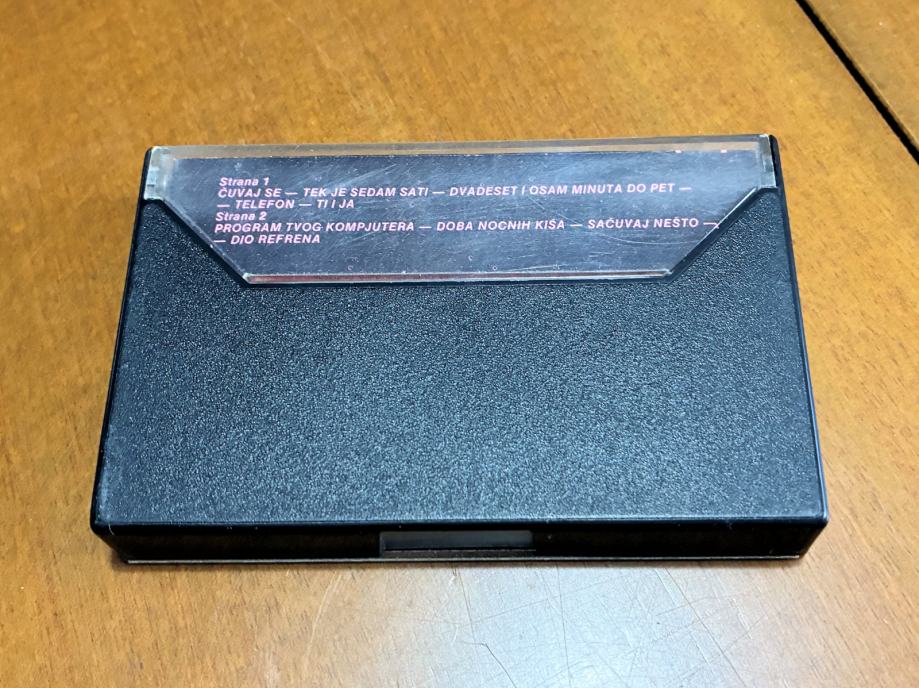 Strana 1
ČUVAJ SE — TEK JE SEDAM SATI — DVADESET I OSAM MINUTA DO PET —
— TELEFON — TI I JA
Strana 2
PROGRAM TVOG KOMPJUTERA — DOBA NOCNIH KIŠA — SAČUVAJ NEŠTO —
— DIO REFRENA